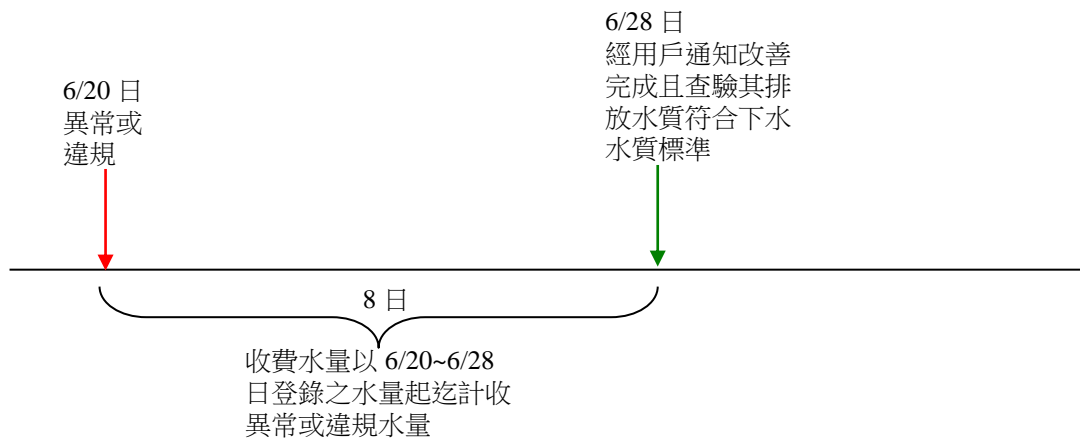 6/28 日
經用戶通知改善
完成且查驗其排
放水質符合下水
水質標準
6/20 日
異常或
違規
8 日
收費水量以 6/20~6/28
日登錄之水量起迄計收
異常或違規水量